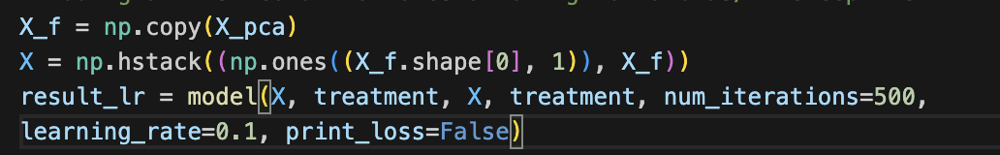 X_f = np.copy(X_pca)
X = np.hstack((np.ones((X_f.shape[0], 1)), X_f))
result_lr = model(X, treatment, X, treatment, num_iterations=500,
learning_rate=0.1, print_loss=False)